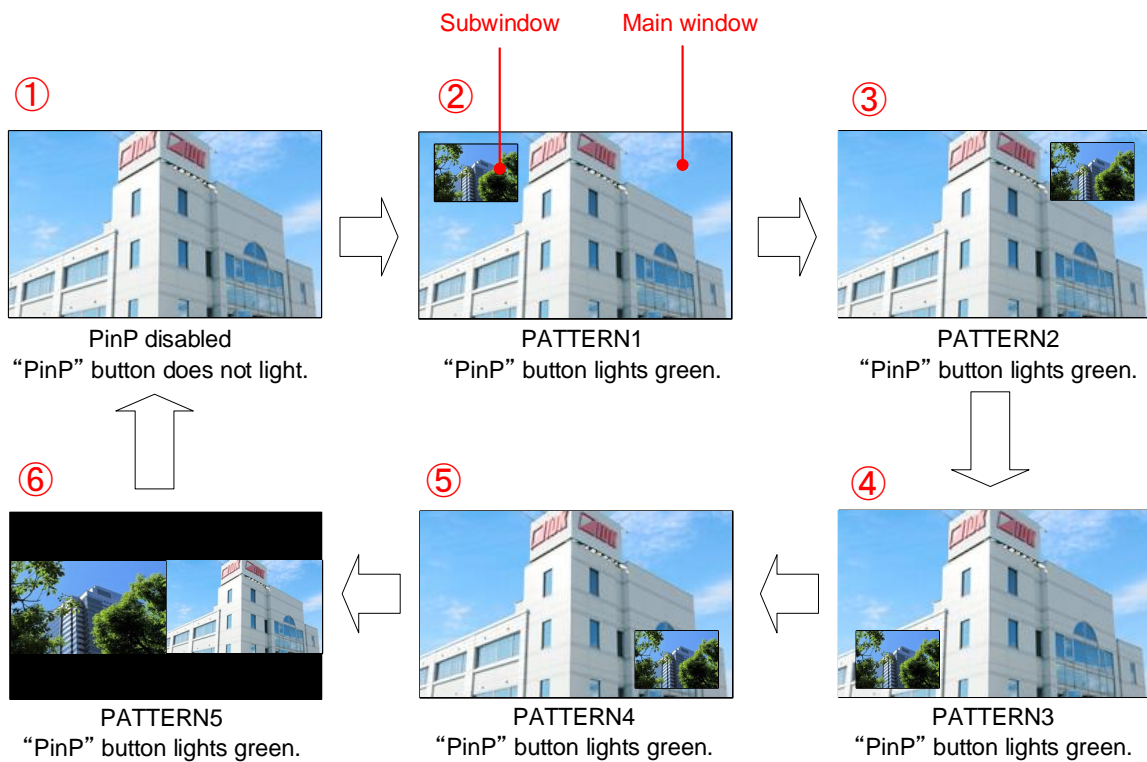 Subwindow
Main window
①
②
③
PinP disabled
“PinP” button does not light.
PATTERN1
“PinP” button lights green.
PATTERN2
“PinP” button lights green.
⑥
⑤
④
PATTERN5
“PinP” button lights green.
PATTERN4
“PinP” button lights green.
PATTERN3
“PinP” button lights green.